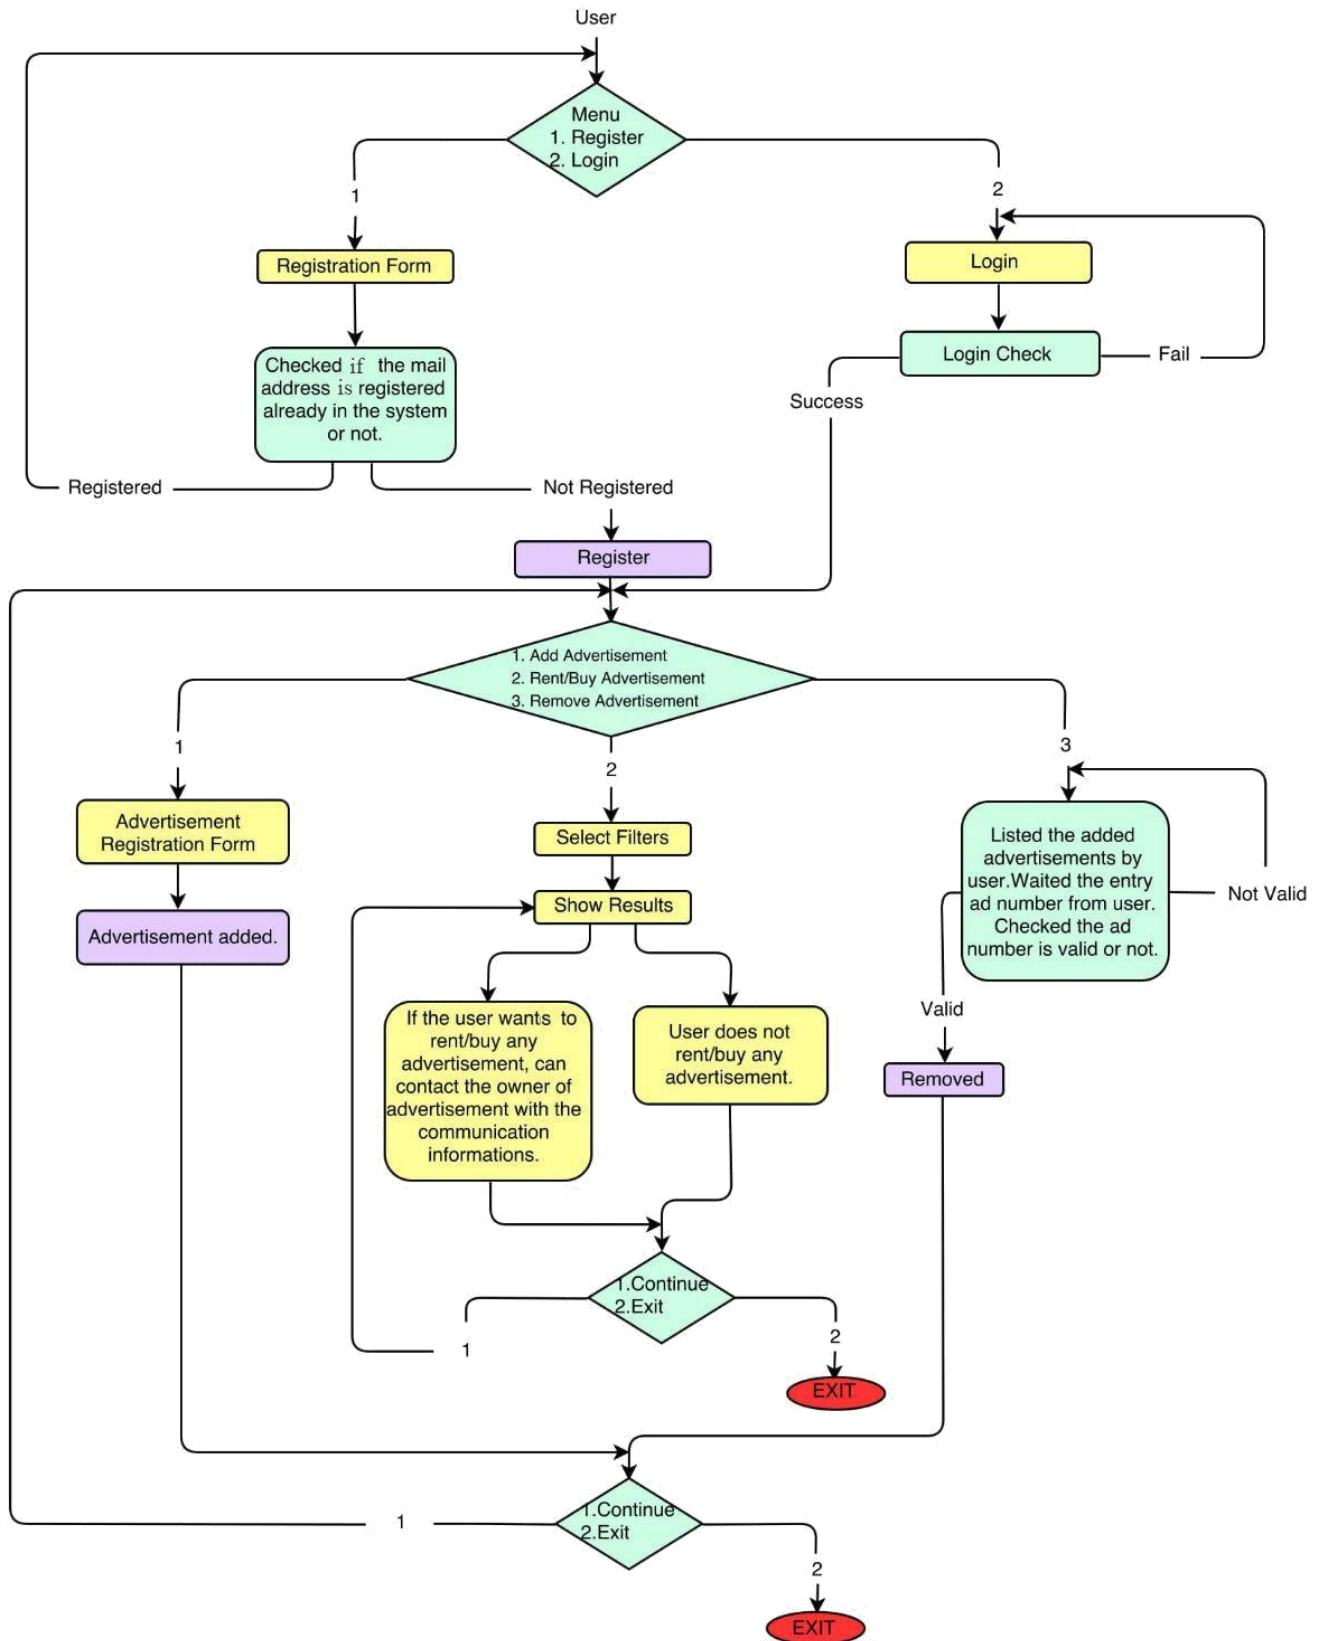 User
Menu
1. Register
2. Login
1
2
Registration Form
Login
Checked if the mail
address is registered
already in the system
or not.
Login Check
Fail
Success
Registered
Not Registered
Register
1. Add Advertisement
2. Rent/Buy Advertisement
3. Remove Advertisement
1
2
3
Advertisement
Registration Form
Select Filters
Listed the added
advertisements by
user.Waited the entry
ad number from user.
Checked the ad
number is valid or not.
Not Valid
Show Results
Advertisement added.
If the user wants to
rent/buy any
advertisement, can
contact the owner of
advertisement with the
communication
informations.
User does not
rent/buy any
advertisement.
Valid
Removed
1.Continue
2.Exit
1
2
EXIT
1.Continue
2.Exit
1
2
EXIT